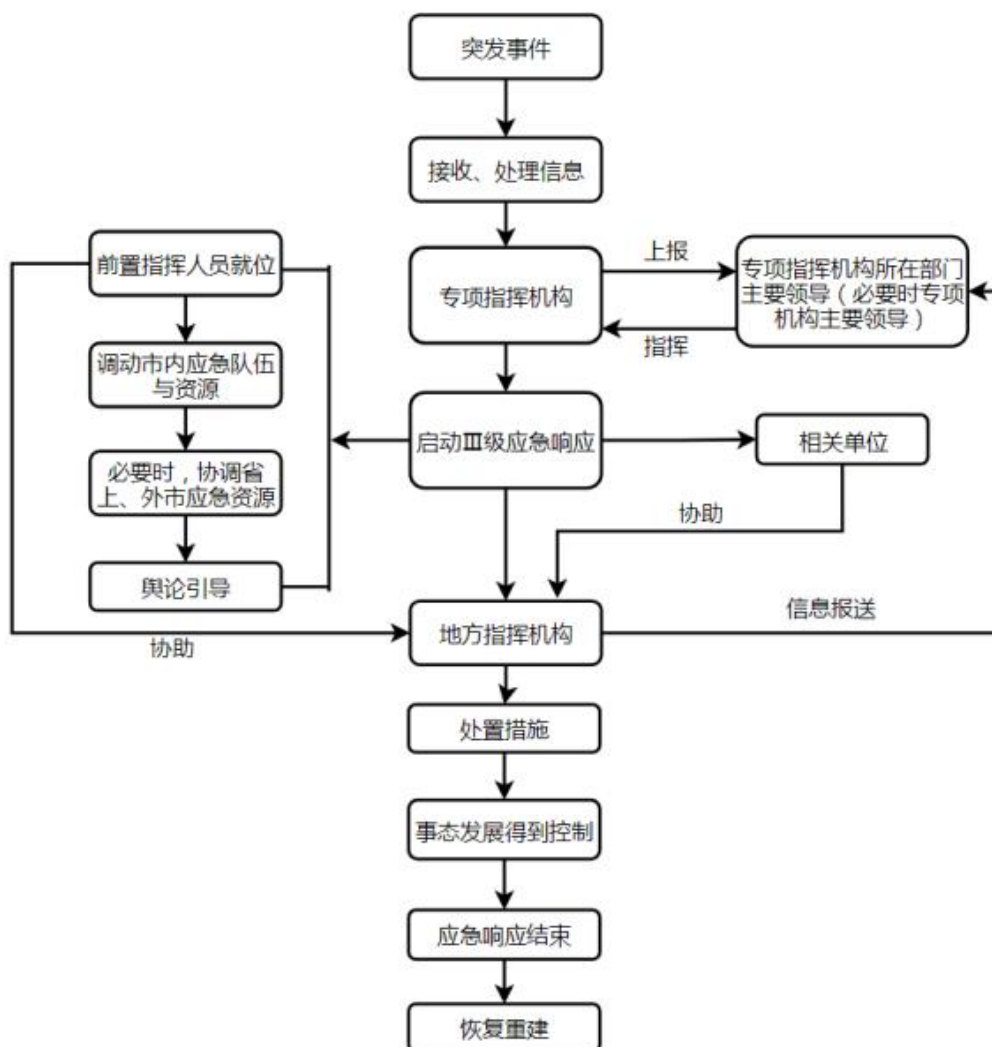 突发事件
接收、处理信息
前置指挥人员就位
专项指挥机构
上报
指挥
专项指挥机构所在部门
主要领导（必要时专项
机构主要领导）
调动市内应急队伍
与资源
启动Ⅲ级应急响应
相关单位
必要时，协调省
上、外市应急资源
协助
舆论引导
地方指挥机构
信息报送
协助
处置措施
事态发展得到控制
应急响应结束
恢复重建